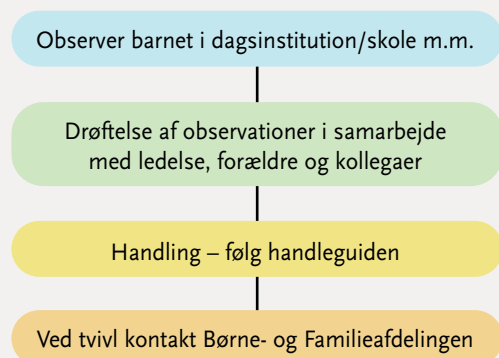 Observer barnet i dagsinstitution/skole m.m.
Drøftelse af observationer i samarbejde
med ledelse, forældre og kollegaer
Handling – følg handleguiden
Ved tvivl kontakt Børne- og Familieafdelingen